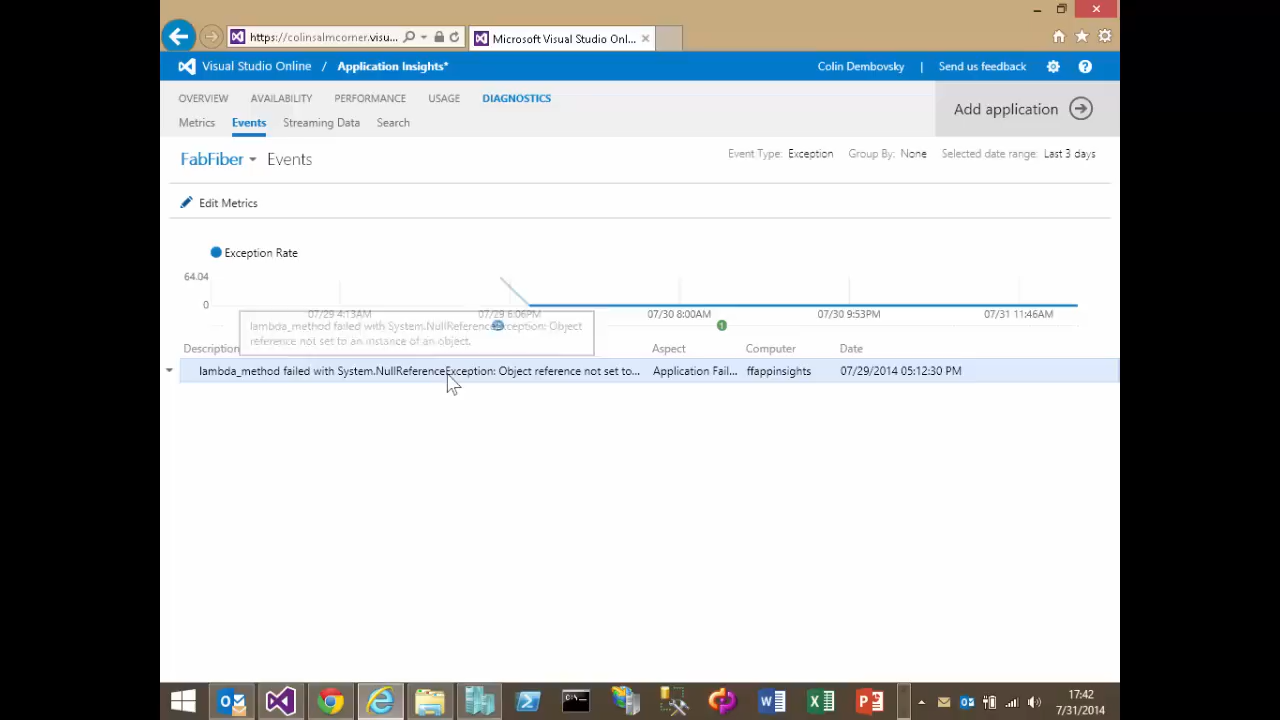 https://colinsalmcorner.visu...
Microsoft Visual Studio Onl...
Visual Studio Online / Application Insights*
Colin Dembovsky | Send us feedback
OVERVIEW AVAILABILITY PERFORMANCE USAGE DIAGNOSTICS
Add application
Metrics Events Streaming Data Search
FabFiber Events
Event Type: Exception Group By: None Selected date range: Last 3 days
Edit Metrics
Exception Rate
64.04
0
07/29 4:13AM 07/29 6:06PM 07/30 8:00AM 07/30 9:53PM 07/31 11:46AM
1
lambda_method failed with System.NullReferenceException: Object
reference not set to an instance of an object.
Description Aspect Computer Date
lambda_method failed with System.NullReferenceException: Object reference not set to... Application Fail... ffappinsights 07/29/2014 05:12:30 PM
17:42
7/31/2014